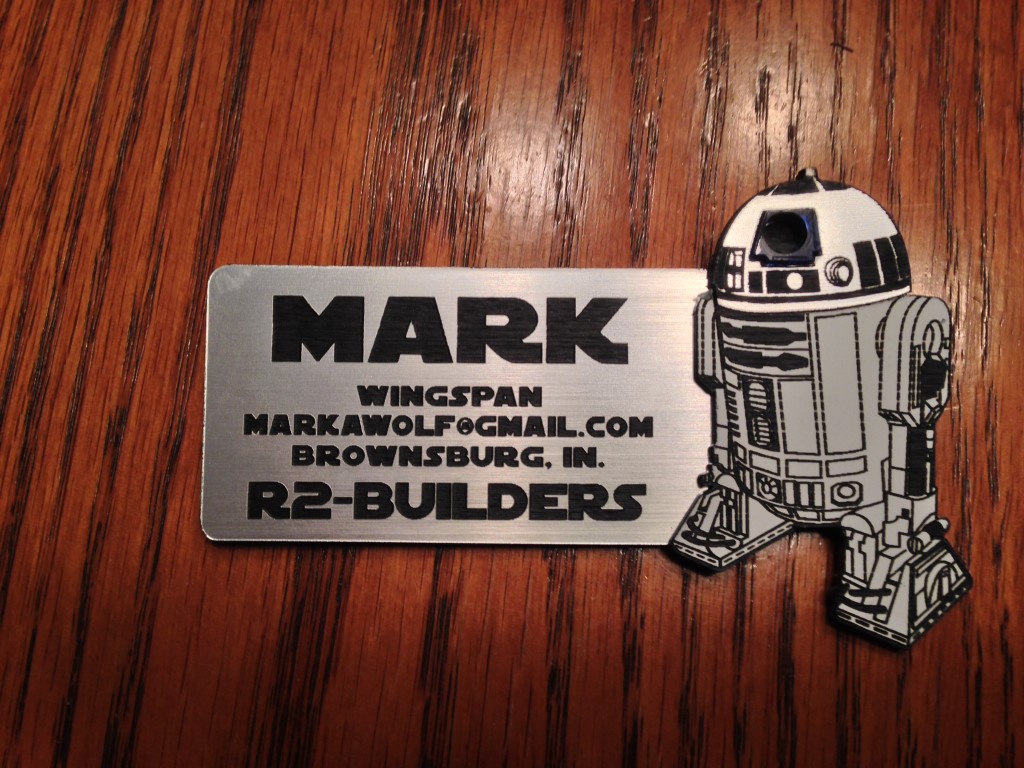 MARK
WINGSPAN
MARKAWOLF@GMAIL.COM
BROWNSBURG, IN.
R2-BUILDERS